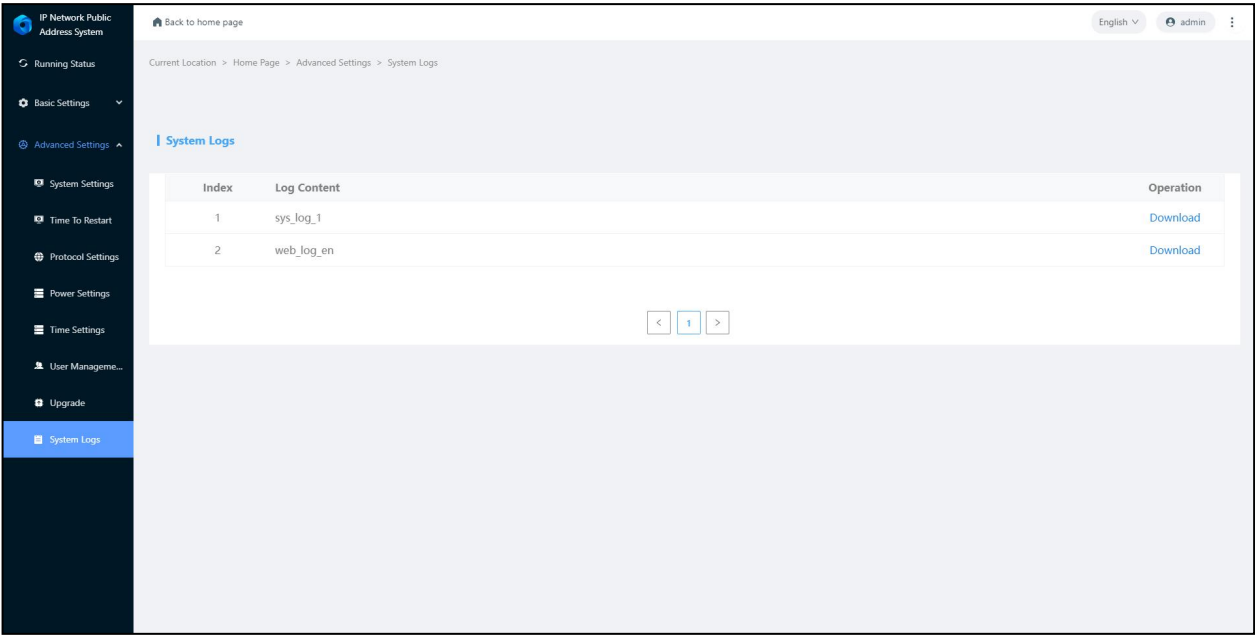 IP Network Public
Address System
Back to home page
English
admin
Running Status
Current Location > Home Page > Advanced Settings > System Logs
Basic Settings
Advanced Settings
System Logs
System Settings
Index Log Content Operation
1 sys_log_1 Download
Time To Restart
2 web_log_en Download
Protocol Settings
Power Settings
< 1 >
Time Settings
User Manageme...
Upgrade
System Logs